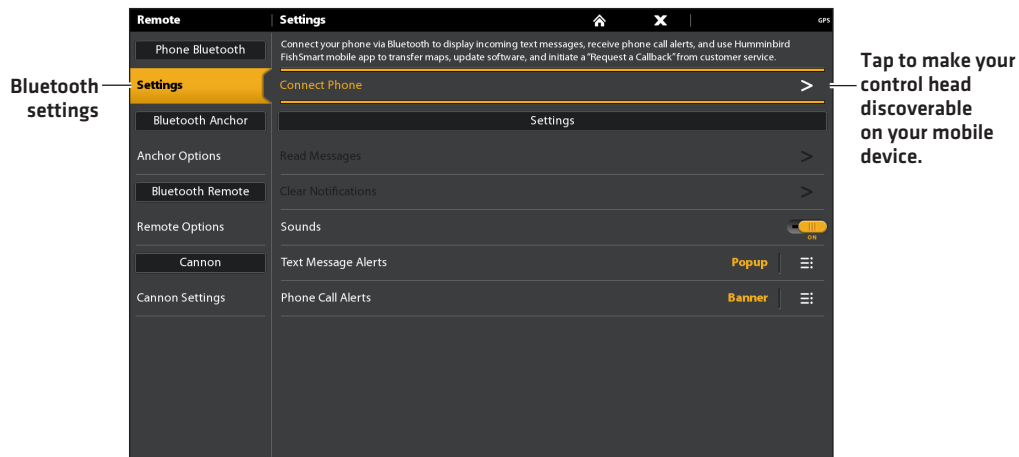 Remote
Settings
GPS
Phone Bluetooth
Connect your phone via Bluetooth to display incoming text messages, receive phone call alerts, and use Humminbird
FishSmart mobile app to transfer maps, update software, and initiate a "Request a Callback" from customer service.
Bluetooth
settings
Settings
Connect Phone
Tap to make your
control head
discoverable
on your mobile
device.
Bluetooth Anchor
Settings
Anchor Options
Read Messages
Bluetooth Remote
Clear Notifications
Remote Options
Sounds
ON
Cannon
Text Message Alerts
Popup
Cannon Settings
Phone Call Alerts
Banner